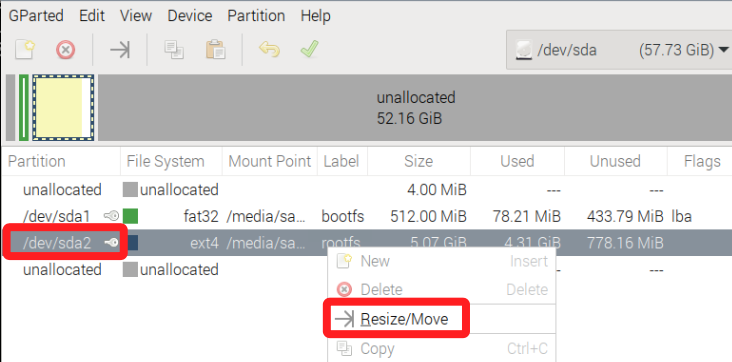 GParted Edit View Device Partition Help
/dev/sda (57.73 GiB)
unallocated
52.16 GiB
Partition File System Mount Point Label Size Used Unused Flags
unallocated unallocated 4.00 MiB --- ---
/dev/sda1 fat32 /media/sa... bootfs 512.00 MiB 78.21 MiB 433.79 MiB lba
/dev/sda2 ext4 /media/sa... rootfs 5.07 GiB 4.31 GiB 778.16 MiB
unallocated unallocated --- ---
New Insert
Delete Delete
Resize/Move
Copy Ctrl+C